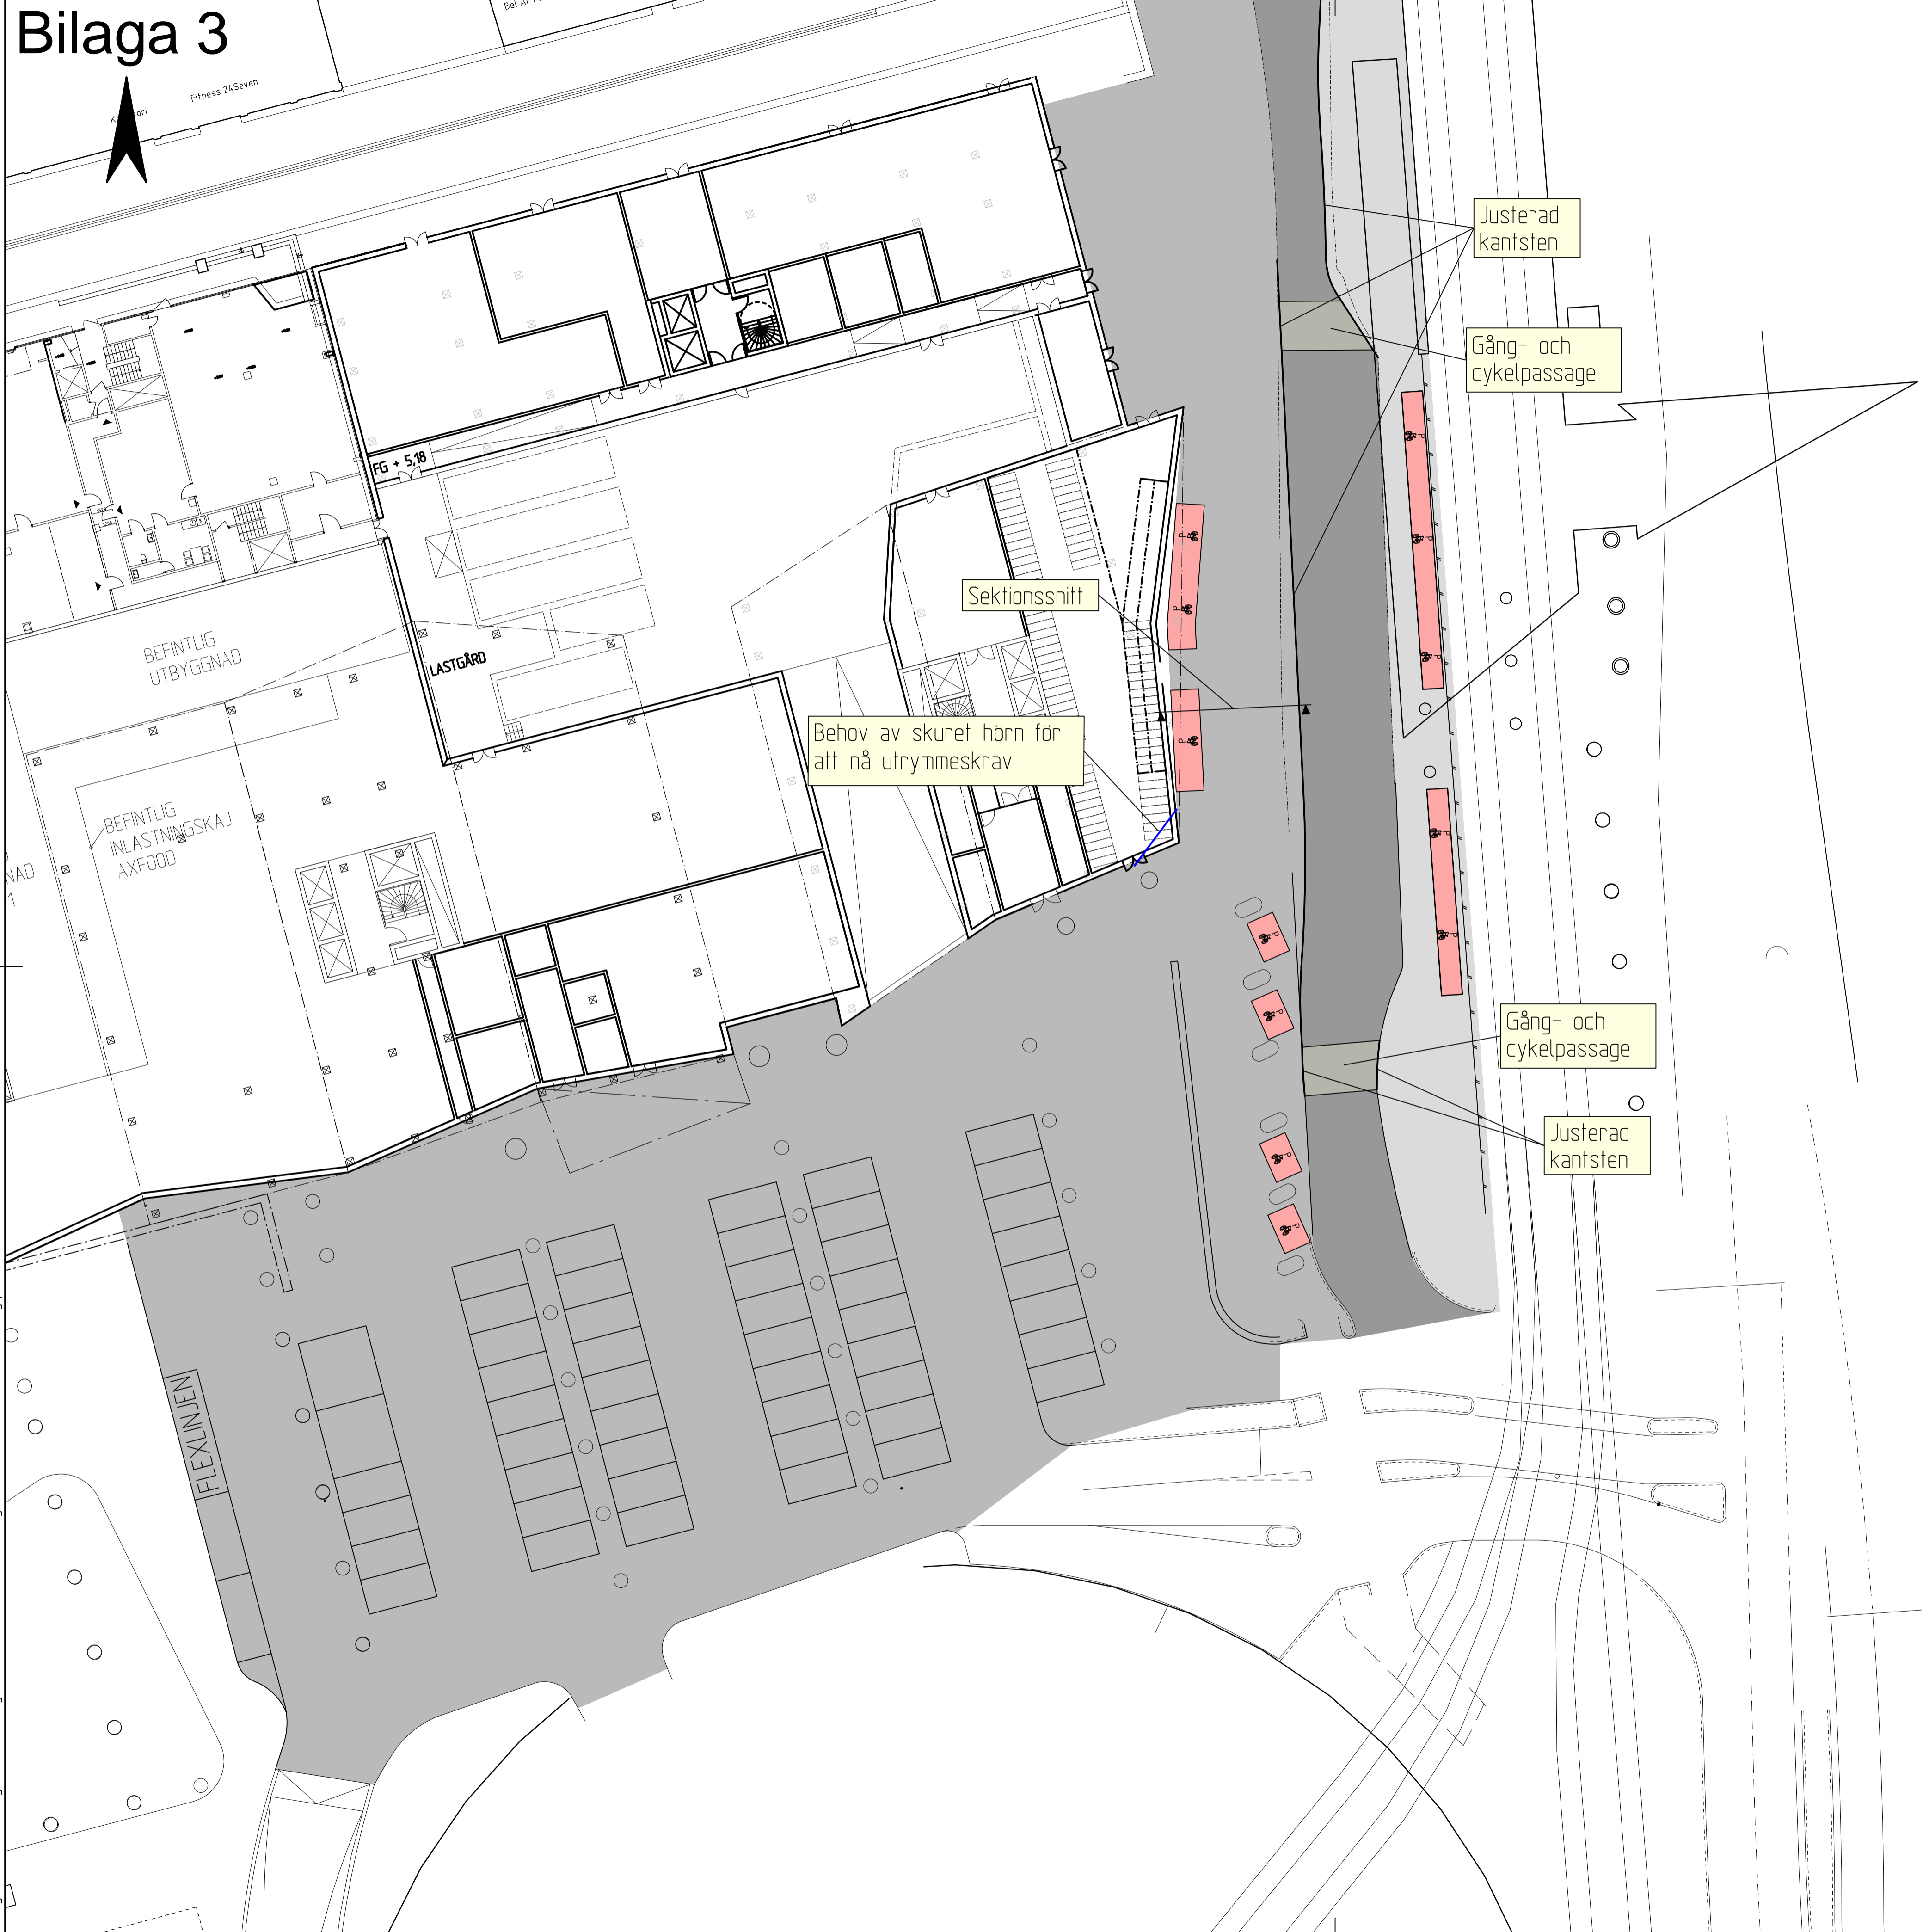 Bilaga 3
Fitness 24Seven
Justerad
kantsten
Gång- och
cykelpassage
FG + 5,18
Sektionssnitt
BEFINTLIG
UTBYGGNAD
LASTGÅRD
Behov av skuret hörn för
att nå utrymmeskrav
BEFINTLIG
INLASTNINGSKAJ
AXFOOD
Gång- och
cykelpassage
Justerad
kantsten
FLEXLINJEN